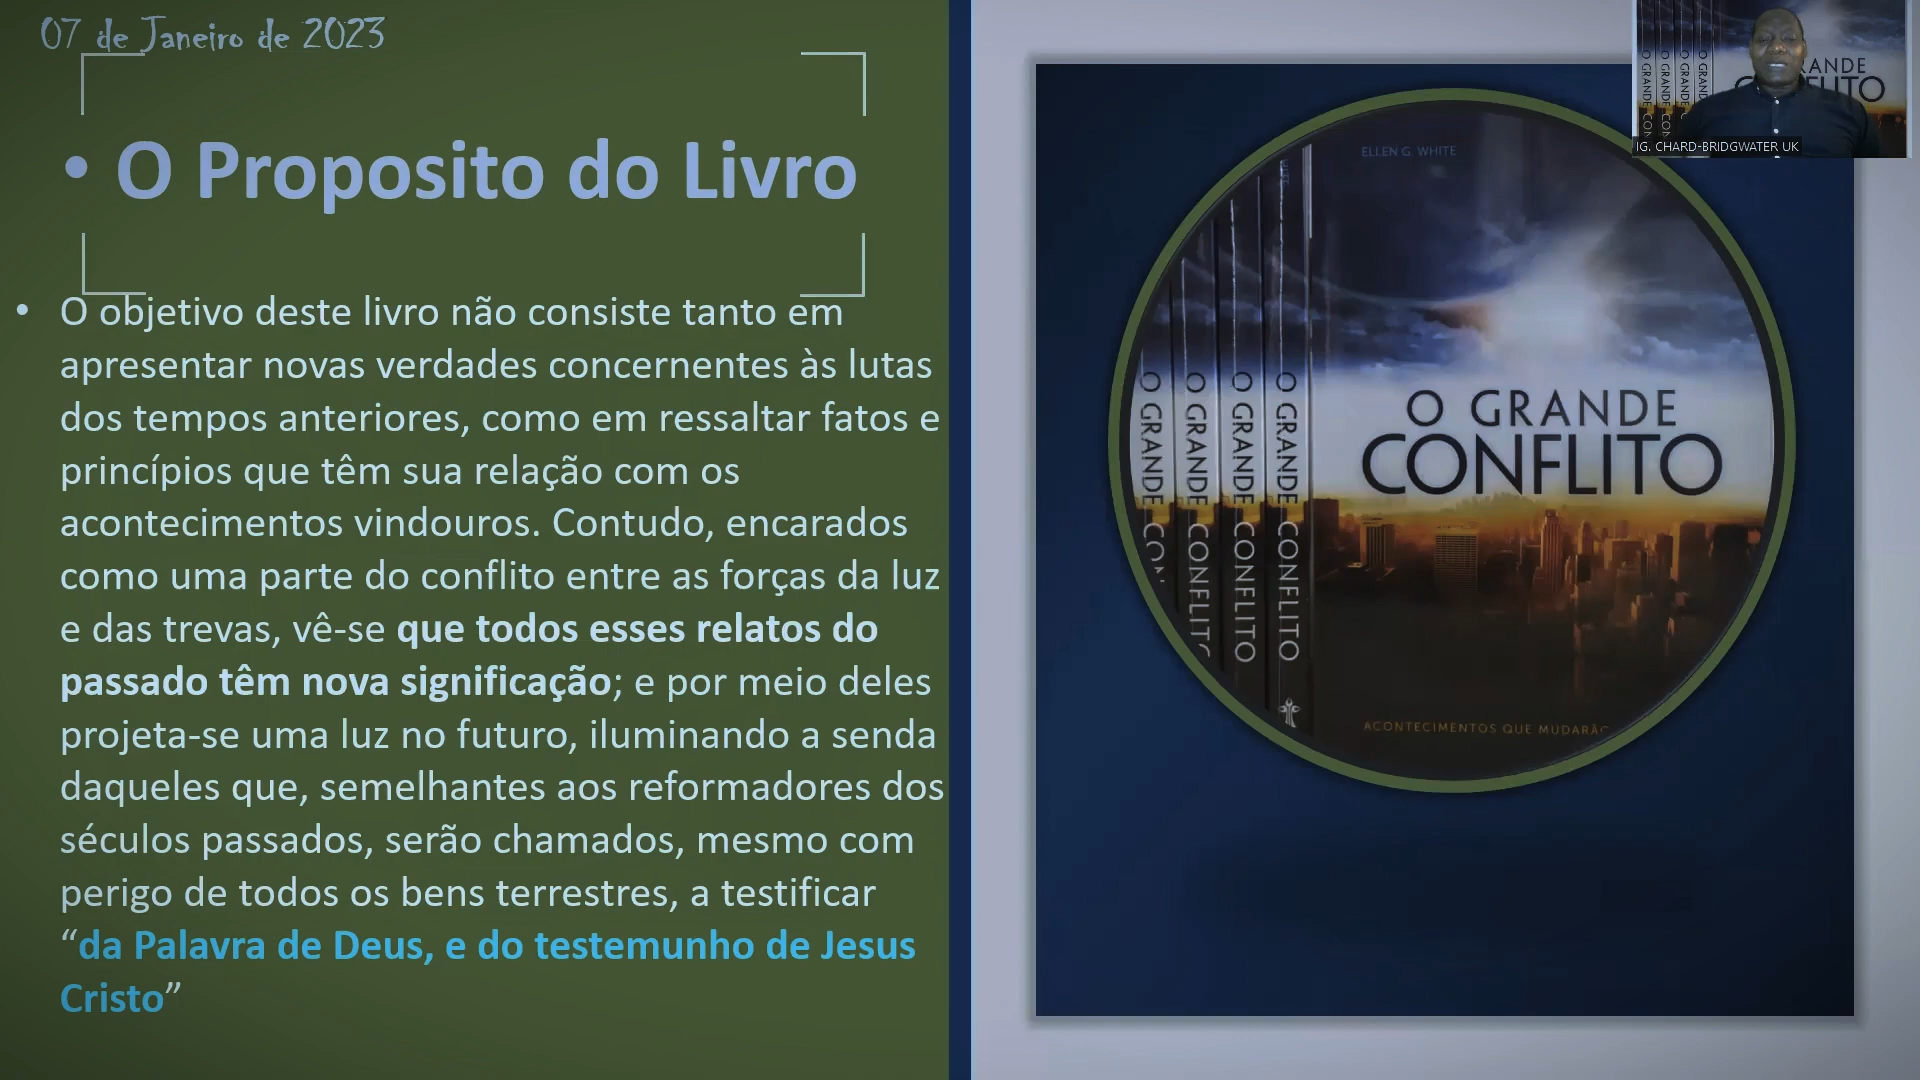 07 de Janeiro de 2023
• O Proposito do Livro
• O objetivo deste livro não consiste tanto em
apresentar novas verdades concernentes às lutas
dos tempos anteriores, como em ressaltar fatos e
princípios que têm sua relação com os
acontecimentos vindouros. Contudo, encarados
como uma parte do conflito entre as forças da luz
e das trevas, vê-se que todos esses relatos do
passado têm nova significação; e por meio deles
projeta-se uma luz no futuro, iluminando a senda
daqueles que, semelhantes aos reformadores dos
séculos passados, serão chamados, mesmo com
perigo de todos os bens terrestres, a testificar
“da Palavra de Deus, e do testemunho de Jesus
Cristo”
ELLEN G. WHITE
O GRANDE
CONFLITO
ACONTECIMENTOS QUE MUDARÃO
O GRANDE CON
O GRANDE CONFLITO
O GRANDE CONFLITO
O GRANDE CONFLITO
IG. CHARD-BRIDGWATER UK